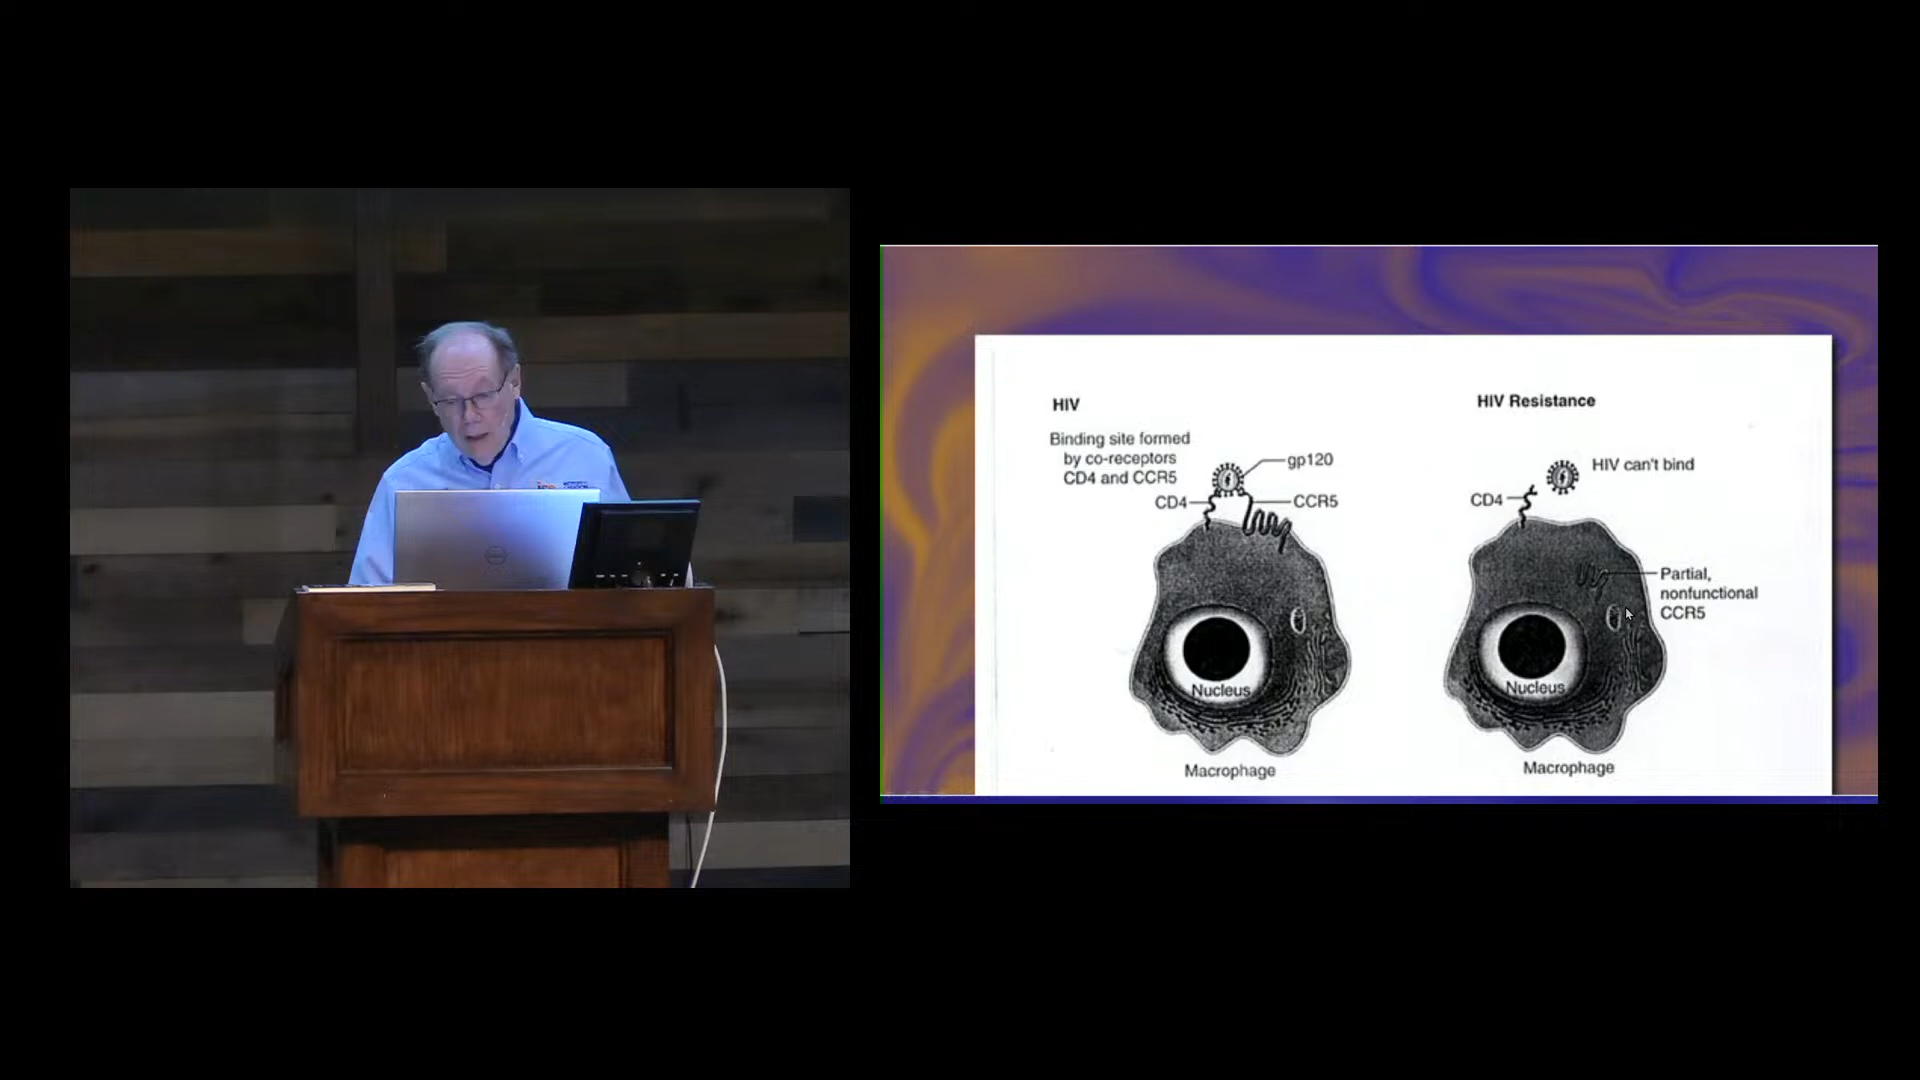 HIV
Binding site formed
by co-receptors
CD4 and CCR5
gp120
CD4
CCR5
Nucleus
Macrophage
HIV Resistance
HIV can't bind
CD4
Partial,
nonfunctional
CCR5
Nucleus
Macrophage